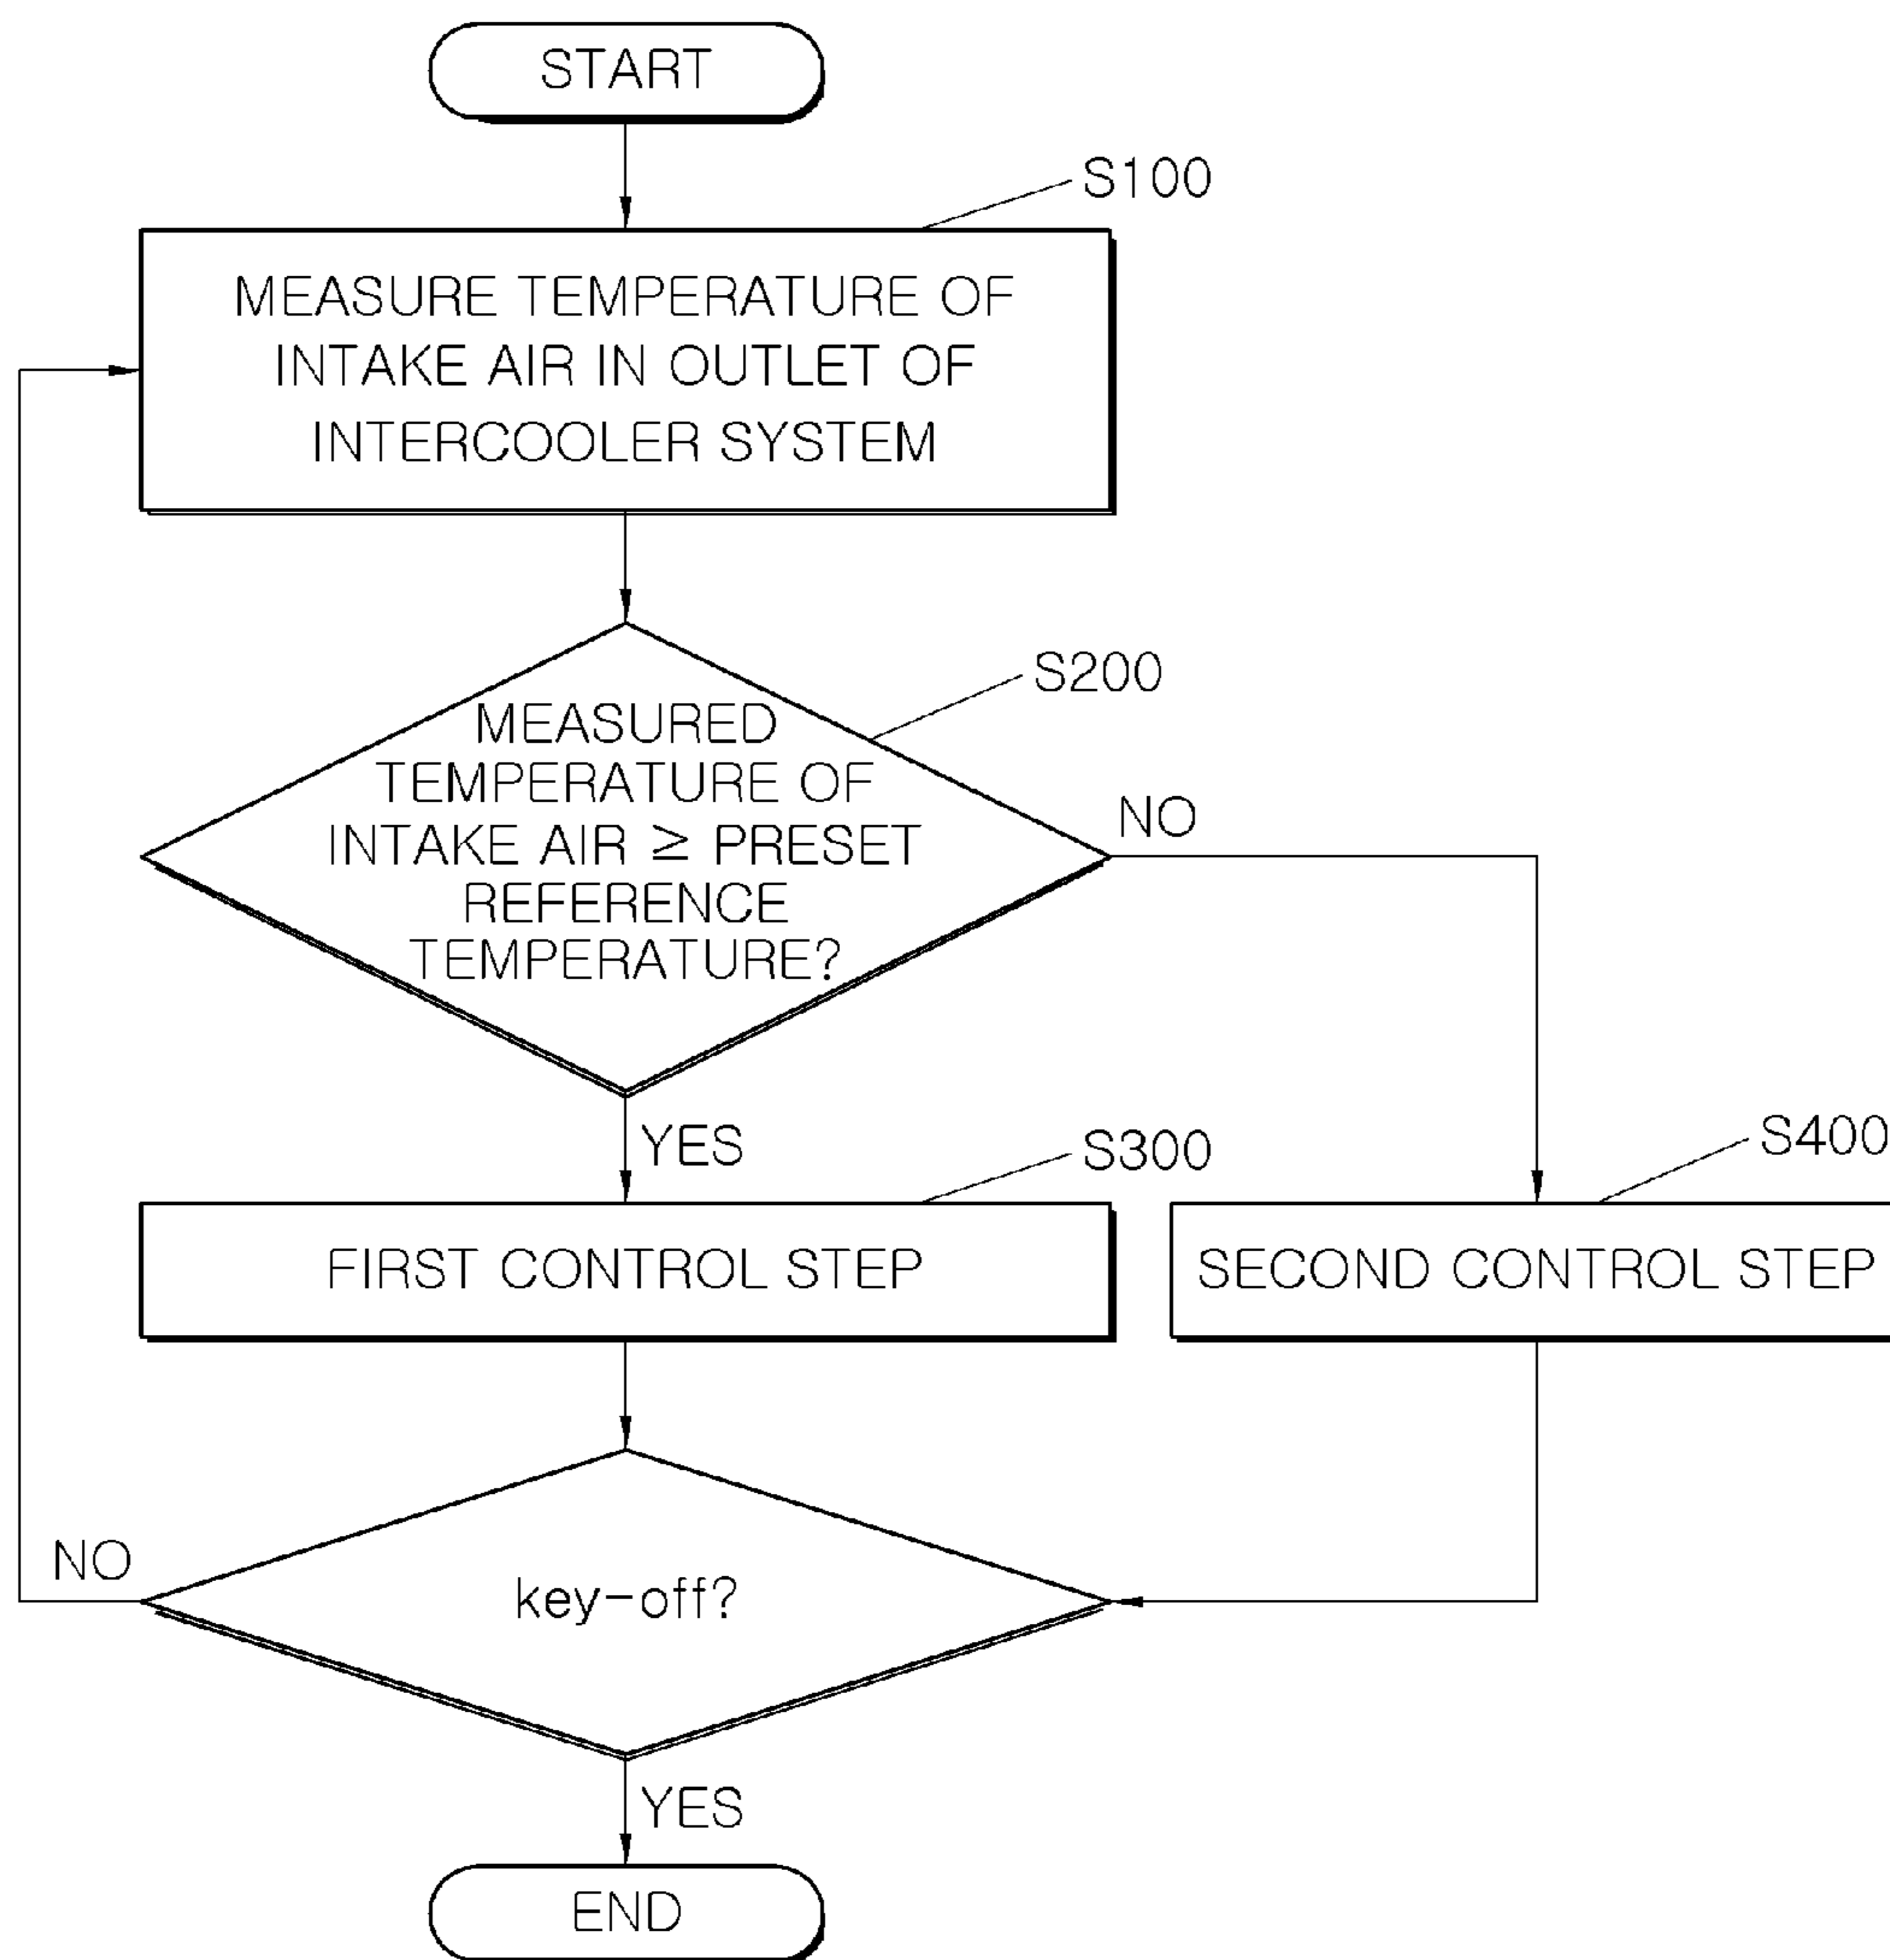 START
S100
MEASURE TEMPERATURE OF
INTAKE AIR IN OUTLET OF
INTERCOOLER SYSTEM
S200
MEASURED
TEMPERATURE OF
INTAKE AIR ≥ PRESET
REFERENCE
TEMPERATURE?
NO
YES
S300
S400
FIRST CONTROL STEP
SECOND CONTROL STEP
NO
key-off?
YES
END